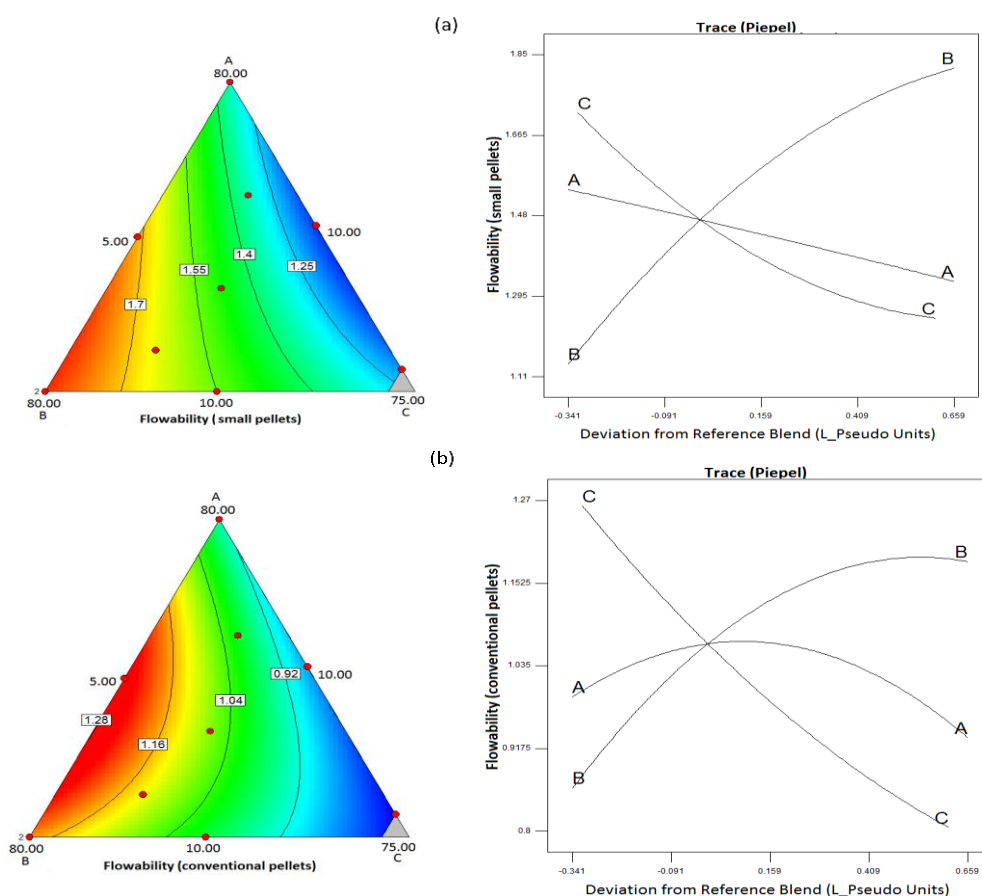 (a)
A
80.00
5.00
10.00
1.7
1.55
1.4
1.25
2
80.00
B
10.00
75.00
C
Flowability ( small pellets)
Trace (Piepel)
1.85
1.665
1.48
1.295
1.11
Flowability (small pellets)
C
A
B
B
A
C
-0.341
-0.091
0.159
0.409
0.659
Deviation from Reference Blend (L_Pseudo Units)
(b)
A
80.00
5.00
10.00
1.28
1.16
1.04
0.92
2
80.00
B
10.00
75.00
C
Flowability (conventional pellets)
Trace (Piepel)
1.27
1.1525
1.035
0.9175
0.8
Flowability (conventional pellets)
C
A
B
B
A
C
-0.341
-0.091
0.159
0.409
0.659
Deviation from Reference Blend (L_Pseudo Units)